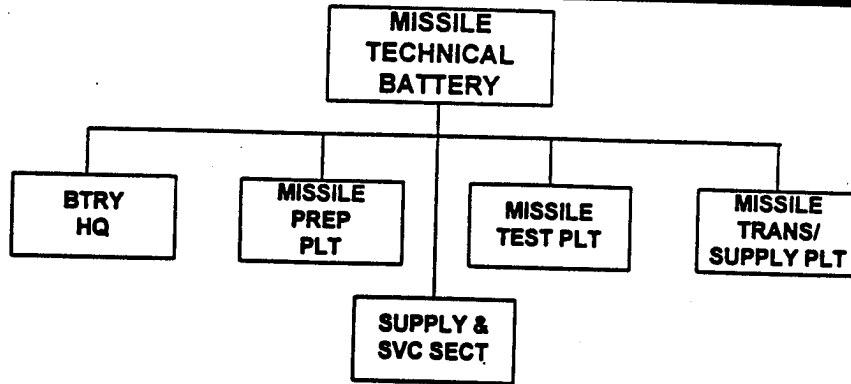 MISSILE
TECHNICAL
BATTERY
BTRY
HQ
MISSILE
PREP
PLT
MISSILE
TEST PLT
MISSILE
TRANS/
SUPPLY PLT
SUPPLY &
SVC SECT